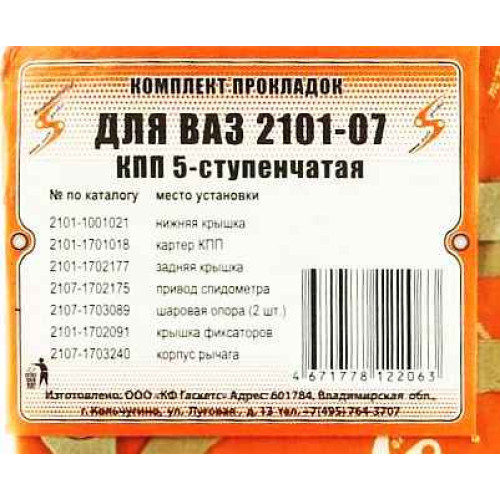 КОМПЛЕКТ ПРОКЛАДОК
ДЛЯ ВАЗ 2101-07
КПП 5-ступенчатая
№ по каталогу место установки
2101-1001021 нижняя крышка
2101-1701018 картер КПП
2101-1702177 задняя крышка
2107-1702175 привод спидометра
2107-1703089 шаровая опора (2 шт.)
2101-1702091 крышка фиксаторов
2107-1703240 корпус рычага
4 671778 122063
Изготовлено: ООО «КФ Гаскетс» Адрес: 601784, Владимирская обл.,
г. Кольчугино, ул. Луговая, д. 13 тел. +7(495) 764-3707